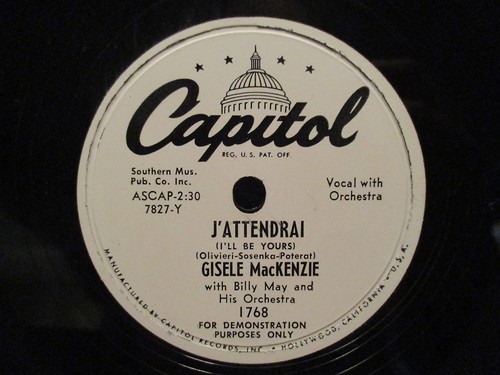 Capitol
REG. U.S. PAT. OFF.
Southern Mus.
Pub. Co. Inc.
ASCAP-2:30
7827-Y
Vocal with
Orchestra
J'ATTENDRAI
(I'LL BE YOURS)
(Olivieri-Sosenka-Poterat)
GISELE MacKENZIE
with Billy May and
His Orchestra
1768
FOR DEMONSTRATION
PURPOSES ONLY
MANUFACTURED BY CAPITOL RECORDS, INC. • HOLLYWOOD, CALIFORNIA - U.S.A.